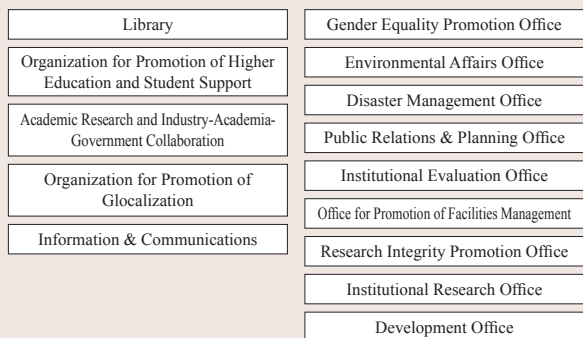 Library
Organization for Promotion of Higher
Education and Student Support
Academic Research and Industry-Academia-
Government Collaboration
Organization for Promotion of
Glocalization
Information & Communications
Gender Equality Promotion Office
Environmental Affairs Office
Disaster Management Office
Public Relations & Planning Office
Institutional Evaluation Office
Office for Promotion of Facilities Management
Research Integrity Promotion Office
Institutional Research Office
Development Office